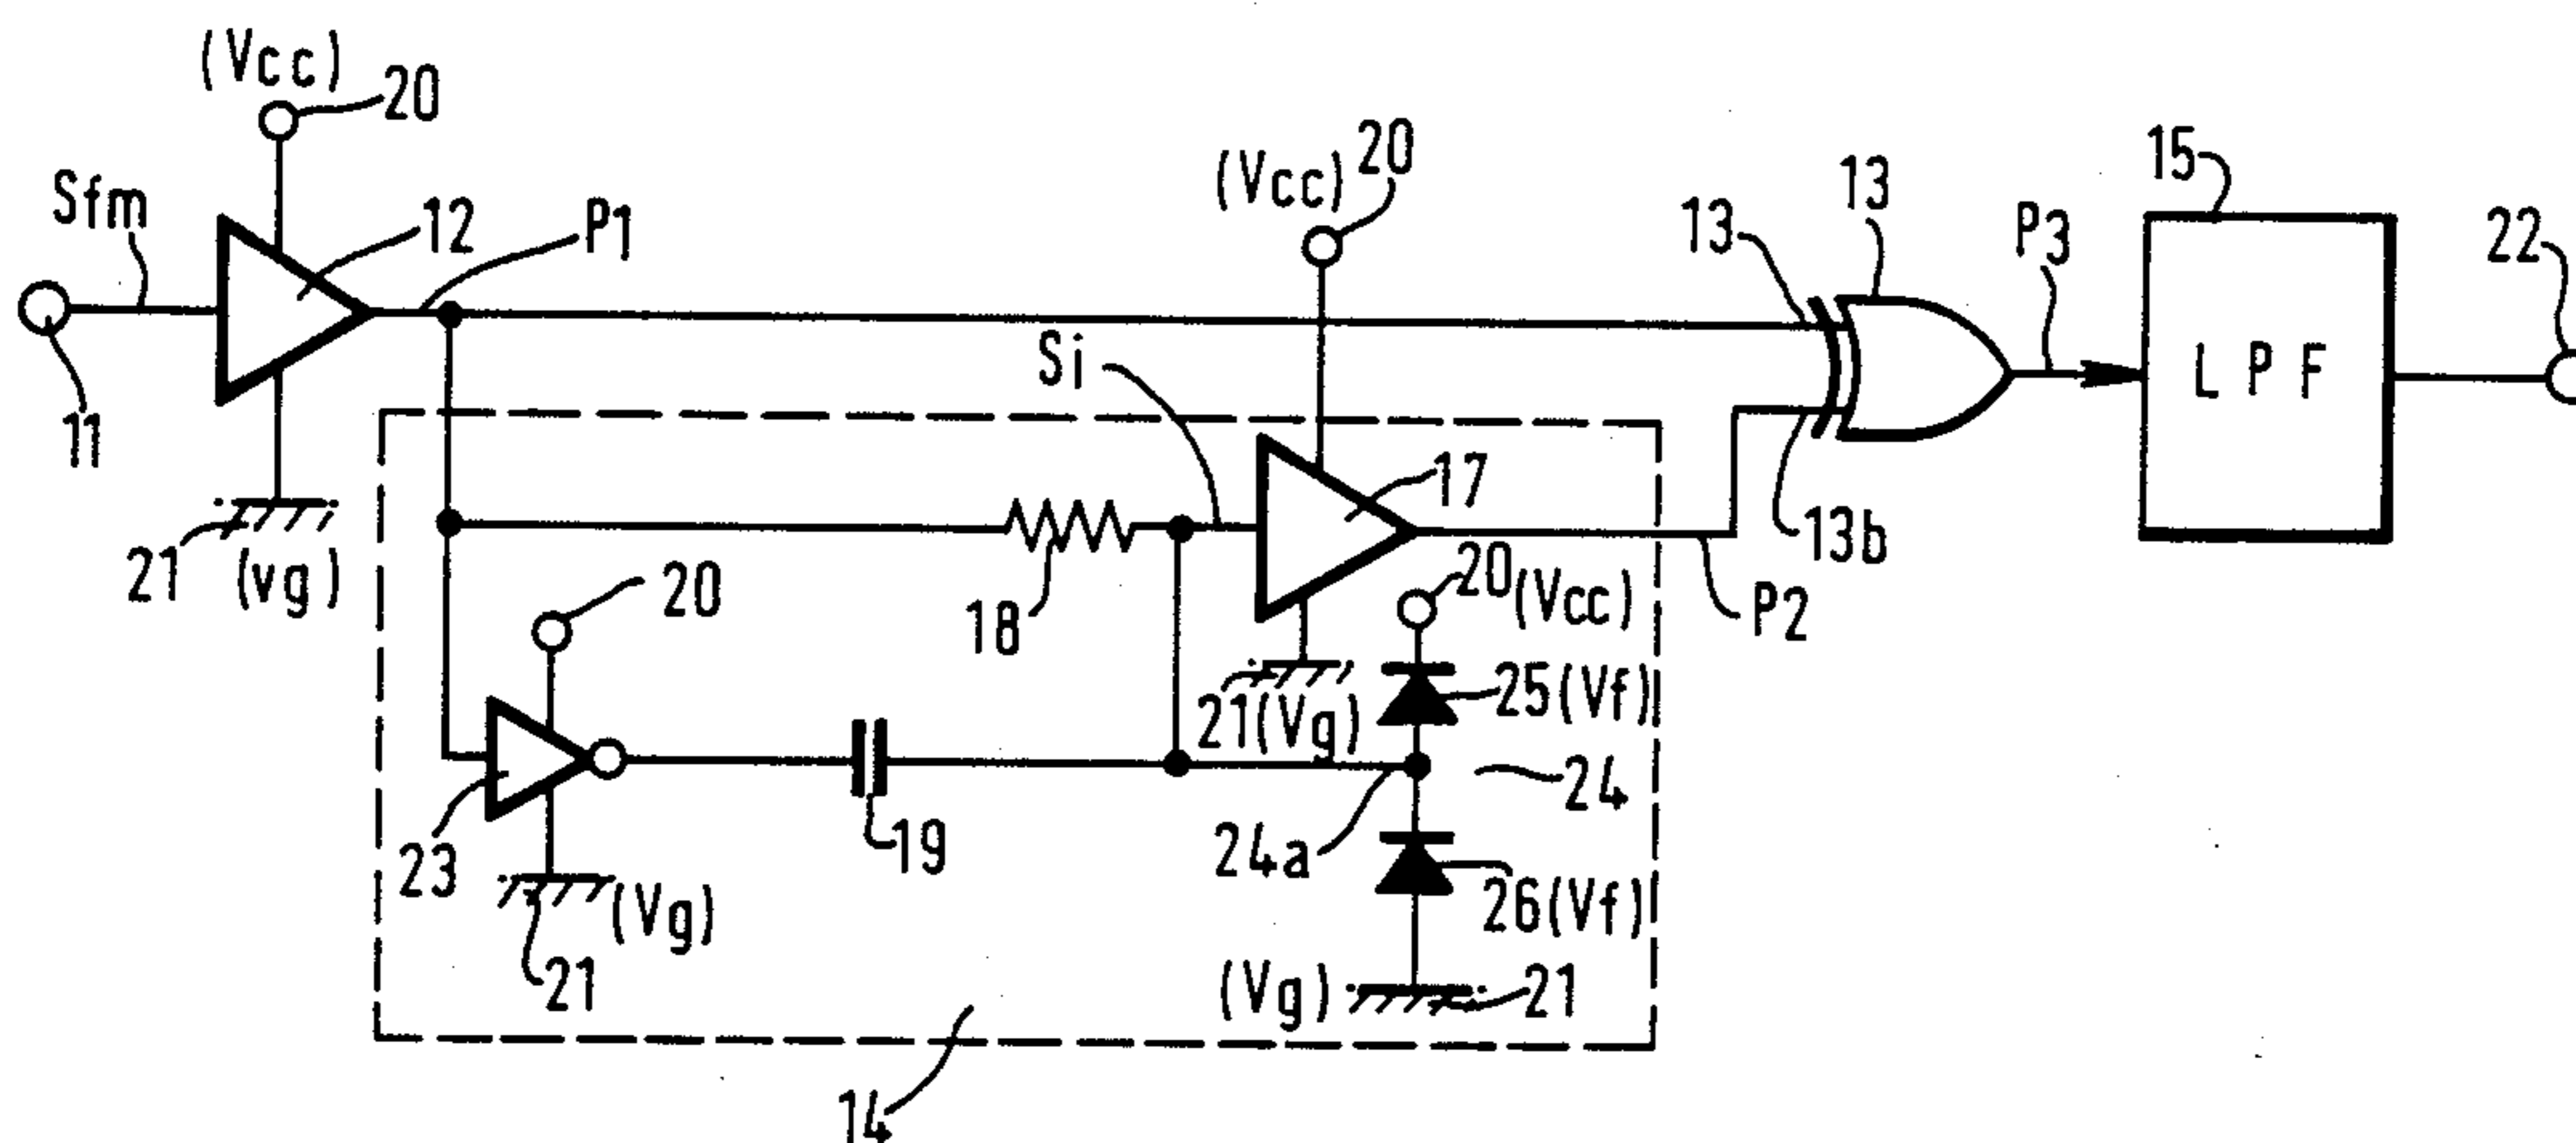 (Vcc)
20
Sfm
12
P1
11
21
(vg)
(Vcc)
20
Si
13
13
15
P3
22
L P F
17
13b
18
20
21(Vg)
20(Vcc)
P2
25(Vf)
24
23
19
24a
26(Vf)
21
(Vg)
(Vg)
21
14